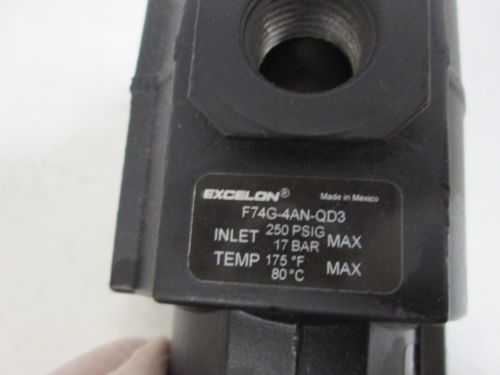 EXCELON® Made in Mexico
F74G-4AN-QD3
INLET 250 PSIG MAX
17 BAR
TEMP 175 °F MAX
80 °C